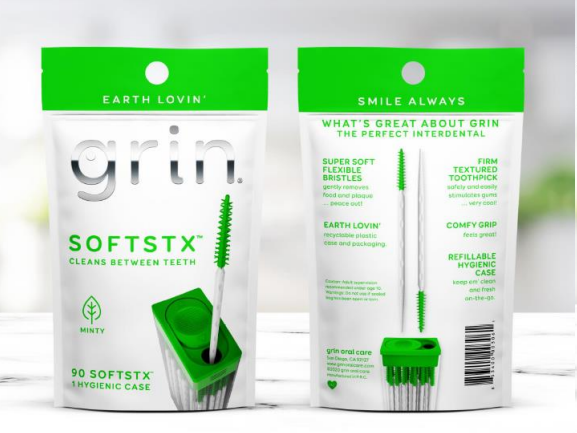 EARTH LOVIN'
grin®
SOFTSTX™
CLEANS BETWEEN TEETH
MINTY
90 SOFTSTX™
1 HYGIENIC CASE
SMILE ALWAYS
WHAT'S GREAT ABOUT GRIN
THE PERFECT INTERDENTAL
SUPER SOFT
FLEXIBLE
BRISTLES
gently removes
food and plaque
... peace out!
EARTH LOVIN'
recyclable plastic
case and packaging
FIRM
TEXTURED
TOOTHPICK
safely and easily
stimulates gums
... very cool!
COMFY GRIP
feels great!
REFILLABLE
HYGIENIC
CASE
keep on' clean
and fresh
on-the-go.
grin oral care